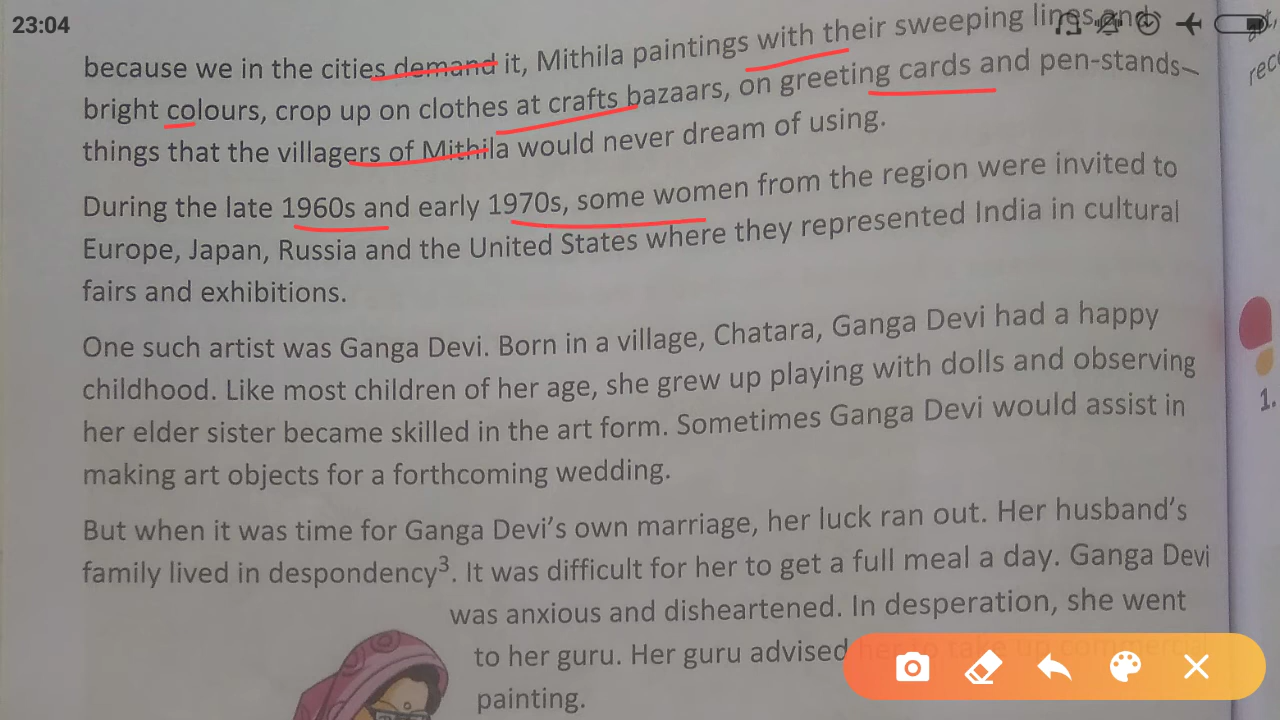 23:04
because we in the cities demand it, Mithila paintings with their sweeping lines and
bright colours, crop up on clothes at crafts bazaars, on greeting cards and pen-stands–
things that the villagers of Mithila would never dream of using.
During the late 1960s and early 1970s, some women from the region were invited to
Europe, Japan, Russia and the United States where they represented India in cultural
fairs and exhibitions.
One such artist was Ganga Devi. Born in a village, Chatara, Ganga Devi had a happy
childhood. Like most children of her age, she grew up playing with dolls and observing
her elder sister became skilled in the art form. Sometimes Ganga Devi would assist in
making art objects for a forthcoming wedding.
But when it was time for Ganga Devi's own marriage, her luck ran out. Her husband's
family lived in despondency³. It was difficult for her to get a full meal a day. Ganga Devi
was anxious and disheartened. In desperation, she went
to her guru. Her guru advised her to take up commercial
painting.
1.